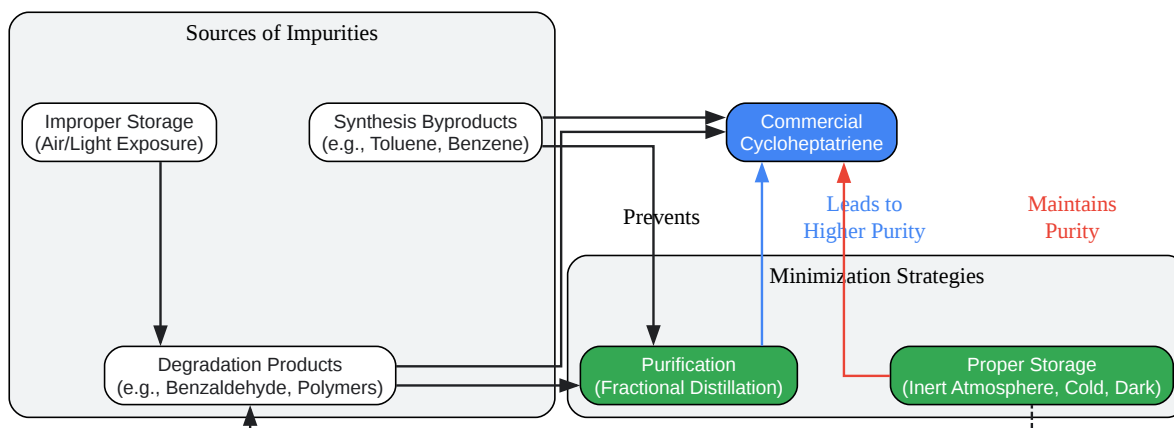 Sources of Impurities
Improper Storage
(Air/Light Exposure)
Synthesis Byproducts
(e.g., Toluene, Benzene)
Commercial
Cycloheptatriene
Prevents
Leads to
Higher Purity
Maintains
Purity
Minimization Strategies
Degradation Products
(e.g., Benzaldehyde, Polymers)
Purification
(Fractional Distillation)
Proper Storage
(Inert Atmosphere, Cold, Dark)